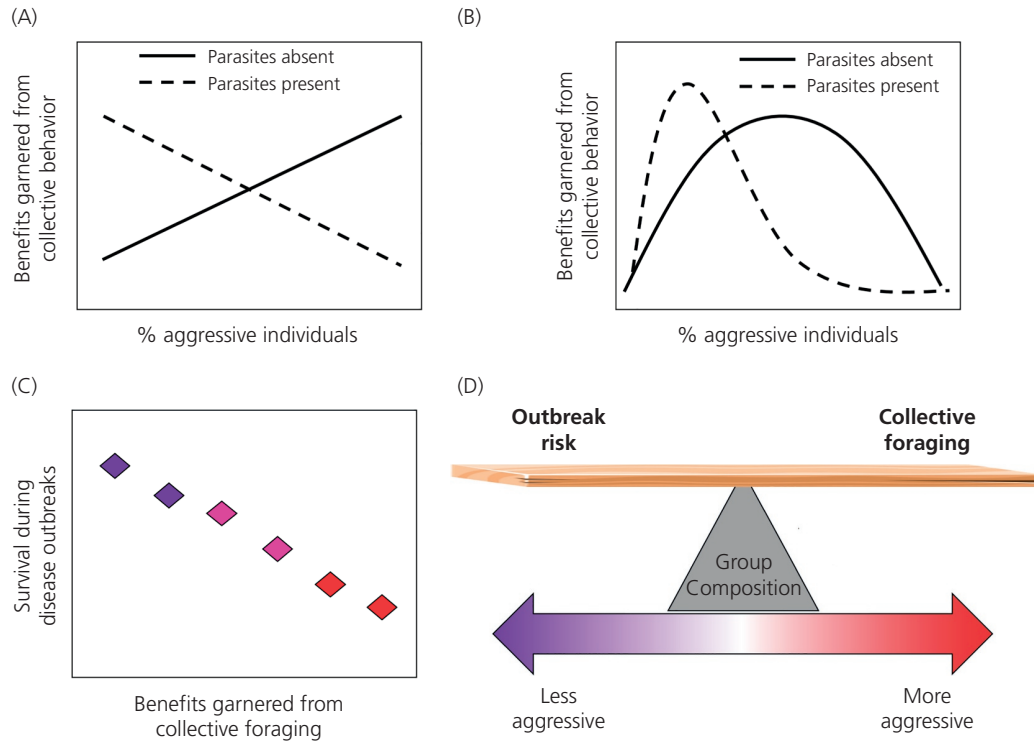 (A)
Parasites absent
Parasites present
Benefits garnered from
collective behavior
% aggressive individuals
(B)
Parasites absent
Parasites present
Benefits garnered from
collective behavior
% aggressive individuals
(C)
Survival during
disease outbreaks
Benefits garnered from
collective foraging
(D)
Outbreak
risk
Collective
foraging
Group
Composition
Less
aggressive
More
aggressive